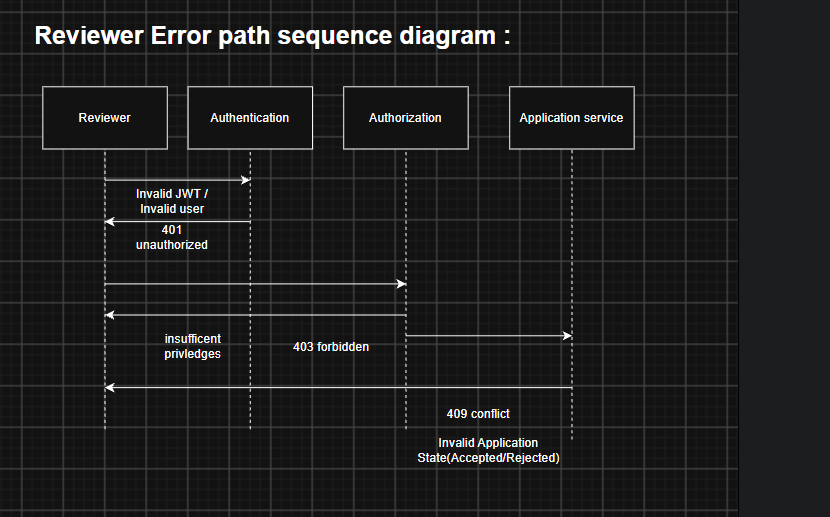 Reviewer Error path sequence diagram :
Reviewer
Authentication
Authorization
Application service
Invalid JWT /
Invalid user
401
unauthorized
insufficent
privledges
403 forbidden
409 conflict
Invalid Application
State(Accepted/Rejected)